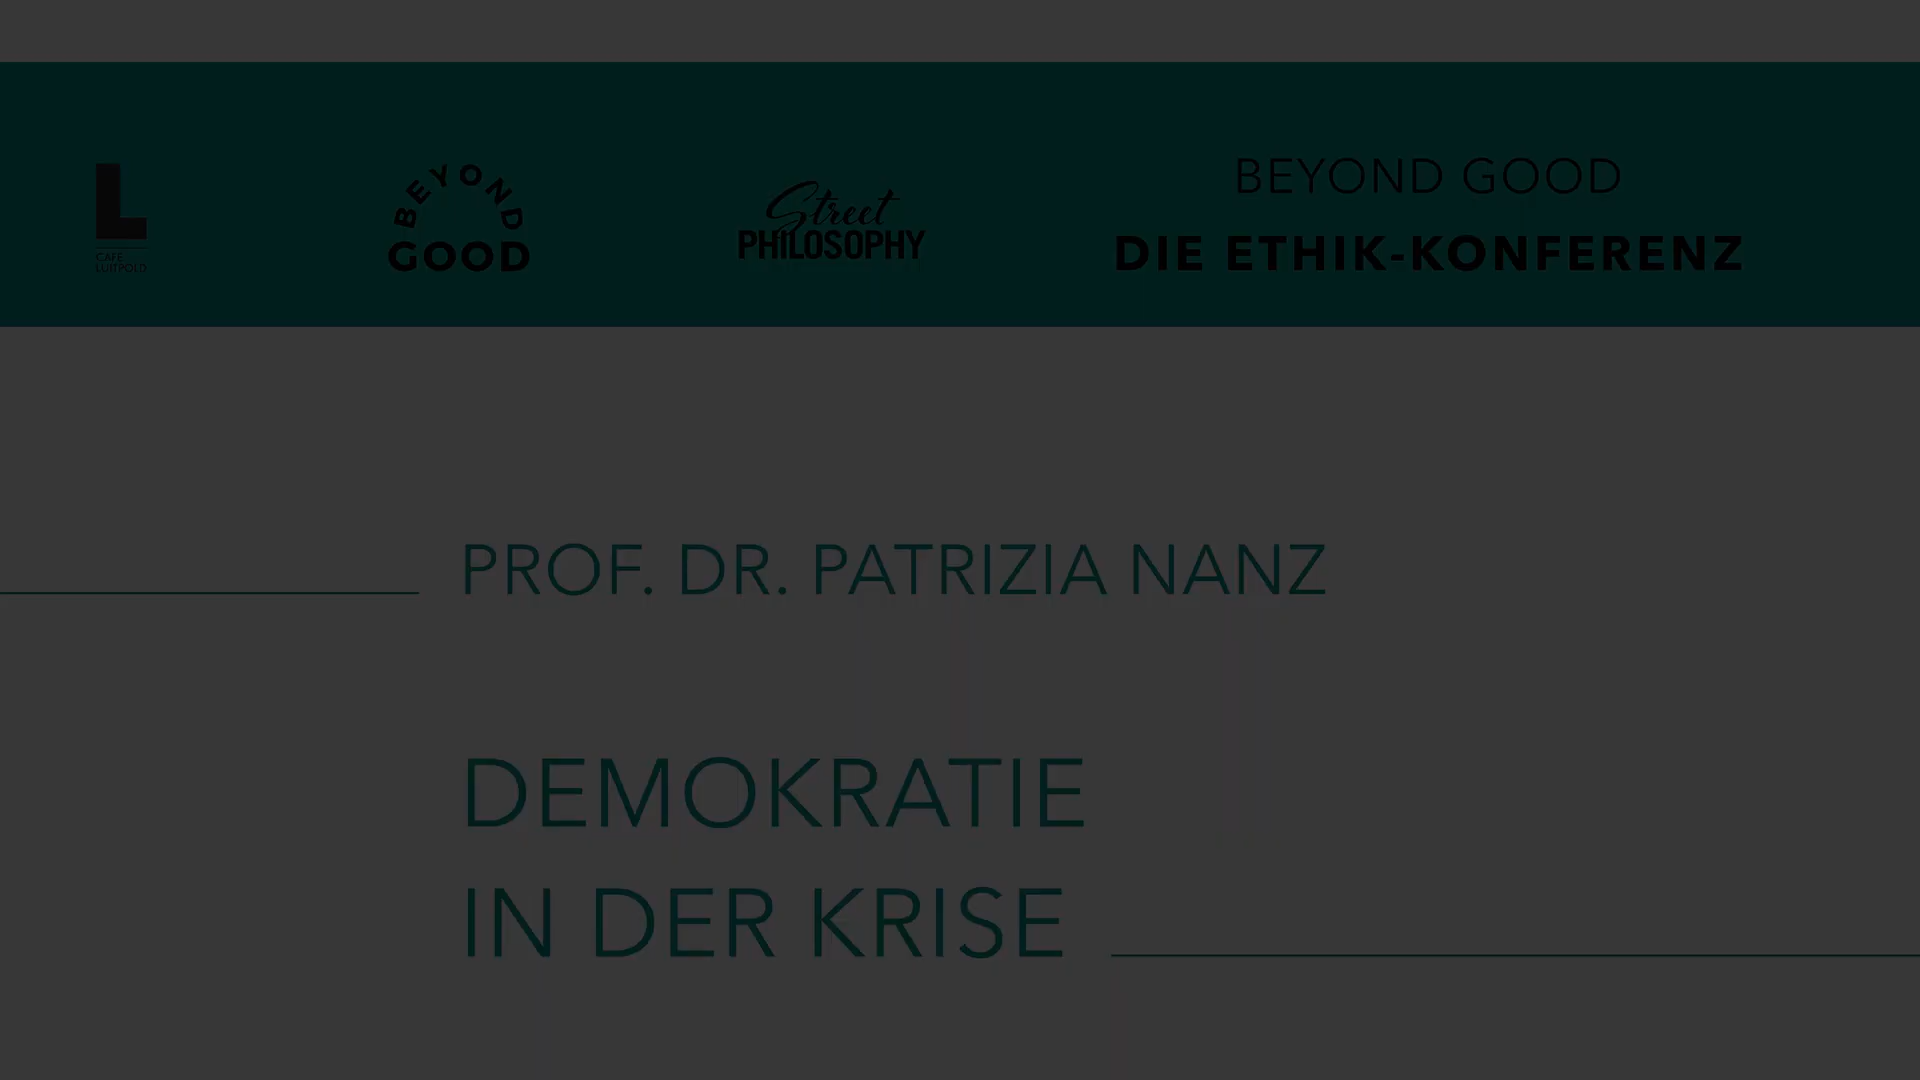 CAFE
LUITPOLD
BEYOND
GOOD
Street
PHILOSOPHY
BEYOND GOOD
DIE ETHIK-KONFERENZ
PROF. DR. PATRIZIA NANZ
DEMOKRATIE
IN DER KRISE